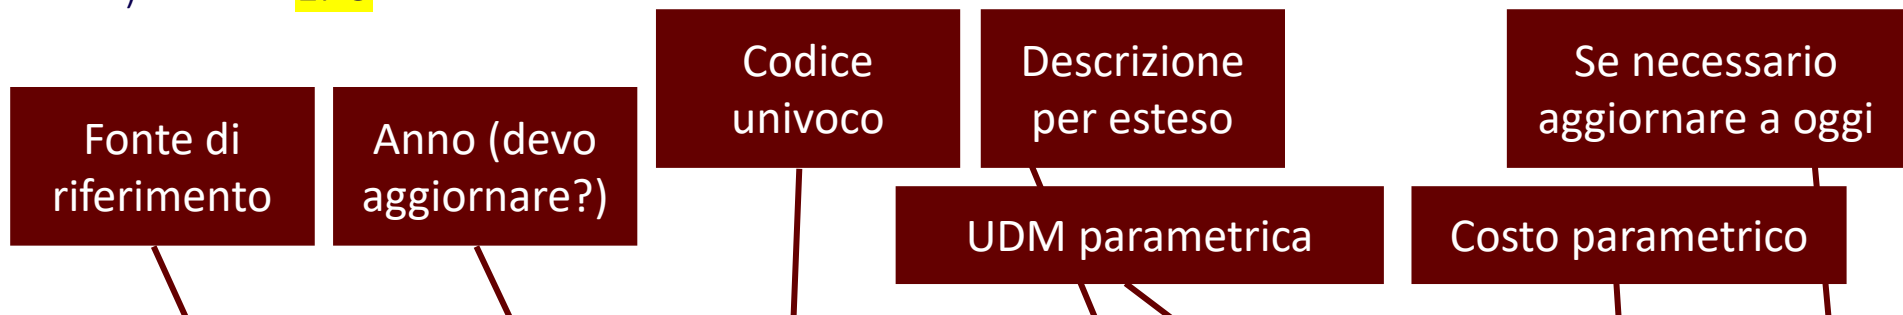 Codice
univoco
Descrizione
per esteso
Se necessario
aggiornare a oggi
Fonte di
riferimento
Anno (devo
aggiornare?)
UDM parametrica
Costo parametrico